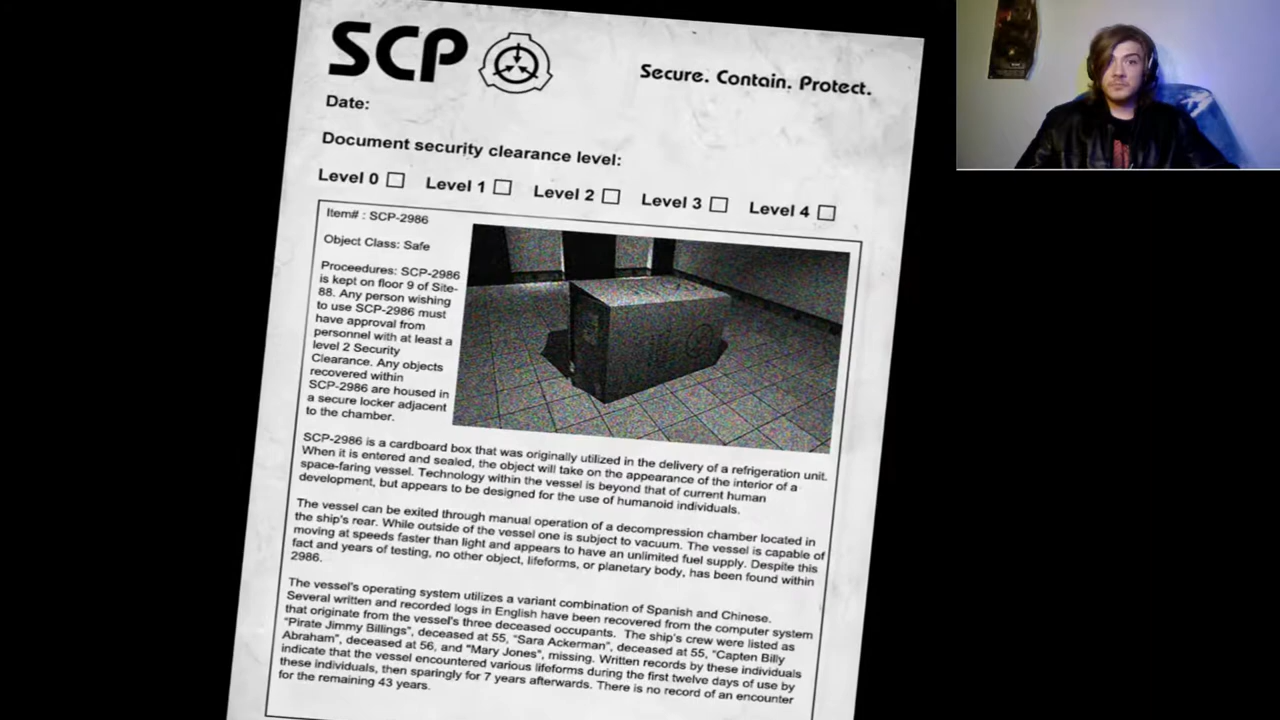 SCP
Secure. Contain. Protect.
Date:
Document security clearance level:
Level 0 Level 1 Level 2 Level 3 Level 4
Item# : SCP-2986
Object Class: Safe
Proceedures: SCP-2986
is kept on floor 9 of Site-
88. Any person wishing
to use SCP-2986 must
have approval from
personnel with at least a
level 2 Security
Clearance. Any objects
recovered within
SCP-2986 are housed in
a secure locker adjacent
to the chamber.
SCP-2986 is a cardboard box that was originally utilized in the delivery of a refrigeration unit.
When it is entered and sealed, the object will take on the appearance of the interior of a
space-faring vessel. Technology within the vessel is beyond that of current human
development, but appears to be designed for the use of humanoid individuals.
The vessel can be exited through manual operation of a decompression chamber located in
the ship's rear. While outside of the vessel one is subject to vacuum. The vessel is capable of
moving at speeds faster than light and appears to have an unlimited fuel supply. Despite this
fact and years of testing, no other object, lifeforms, or planetary body, has been found within
2986.
The vessel's operating system utilizes a variant combination of Spanish and Chinese.
Several written and recorded logs in English have been recovered from the computer system
that originate from the vessel's three deceased occupants. The ship's crew were listed as
"Pirate Jimmy Billings", deceased at 55, "Sara Ackerman", deceased at 55, "Capten Billy
Abraham", deceased at 56, and "Mary Jones", missing. Written records by these individuals
indicate that the vessel encountered various lifeforms during the first twelve days of use by
these individuals, then sparingly for 7 years afterwards. There is no record of an encounter
for the remaining 43 years.